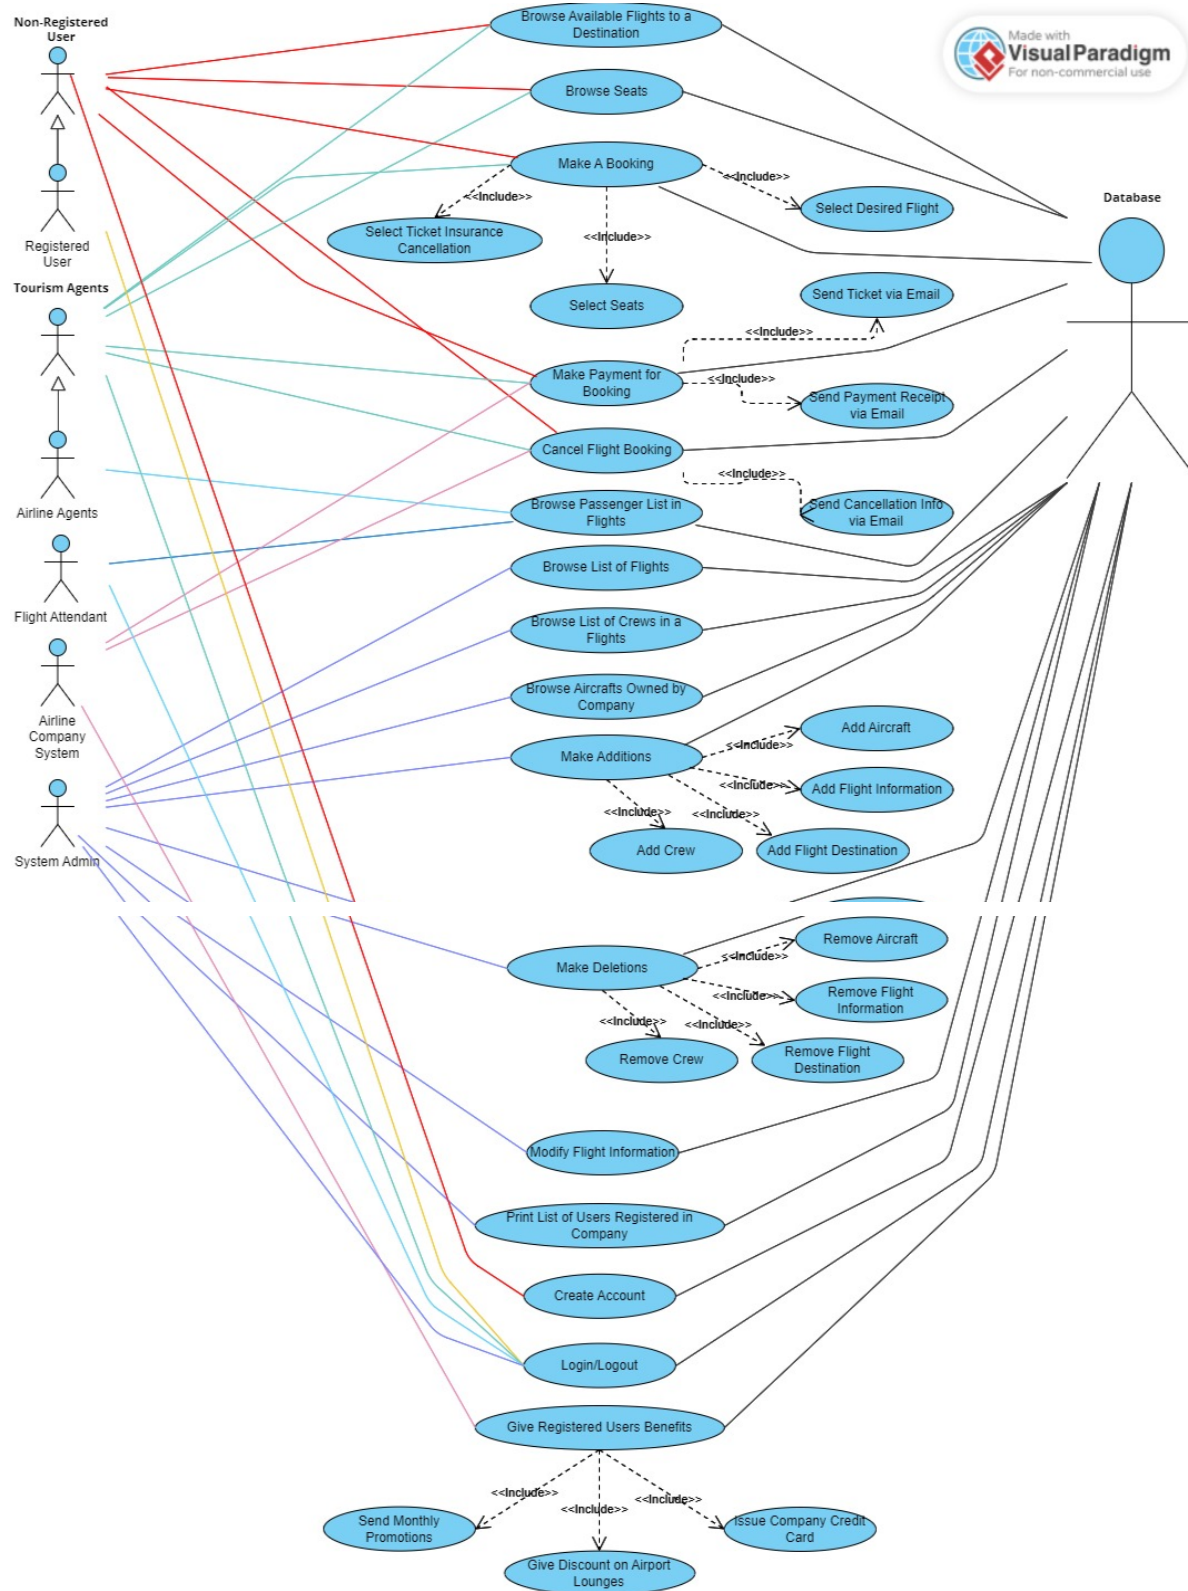 Non-Registered
User
Registered
User
Tourism Agents
Airline Agents
Flight Attendant
Airline
Company
System
System Admin
Browse Available Flights to a
Destination
Browse Seats
Make A Booking
<<Include>>
<<Include>>
<<Include>>
Select Ticket Insurance
Cancellation
Select Desired Flight
Select Seats
Send Ticket via Email
<<Include>>
Make Payment for
Booking
<<Include>>
Send Payment Receipt
via Email
Cancel Flight Booking
<<Include>>
Send Cancellation Info
via Email
Browse Passenger List in
Flights
Browse List of Flights
Browse List of Crews in a
Flights
Browse Aircrafts Owned by
Company
Make Additions
<<Include>>
Add Aircraft
<<Include>>
Add Flight Information
<<Include>>
<<Include>>
Add Crew
Add Flight Destination
Make Deletions
<<Include>>
Remove Aircraft
<<Include>>
Remove Flight
Information
<<Include>>
<<Include>>
Remove Crew
Remove Flight
Destination
Modify Flight Information
Print List of Users Registered in
Company
Create Account
Login/Logout
Give Registered Users Benefits
<<Include>>
<<Include>>
<<Include>>
Send Monthly
Promotions
Give Discount on Airport
Lounges
Issue Company Credit
Card
Database
Made with
Visual Paradigm
For non-commercial use